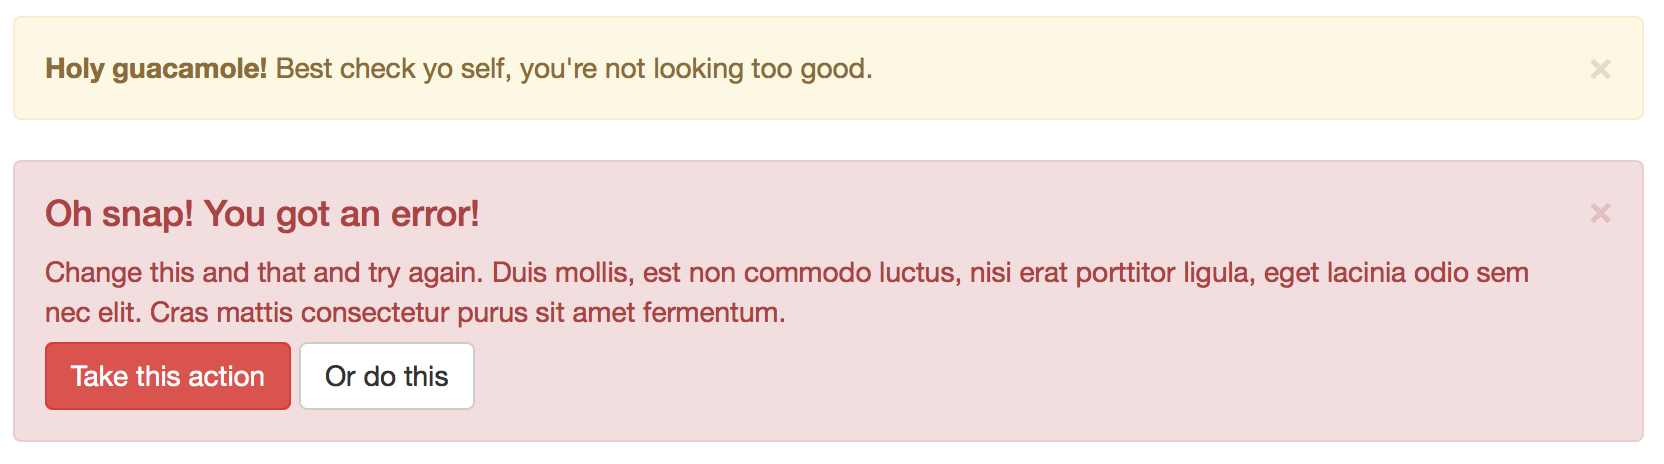 Holy guacamole! Best check yo self, you're not looking too good. ×
Oh snap! You got an error! ×
Change this and that and try again. Duis mollis, est non commodo luctus, nisi erat porttitor ligula, eget lacinia odio sem
nec elit. Cras mattis consectetur purus sit amet fermentum.
Take this action Or do this